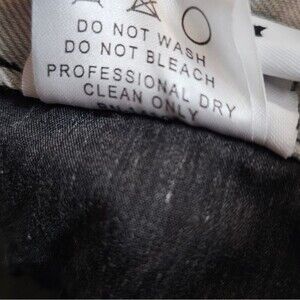 DO NOT WASH
DO NOT BLEACH
PROFESSIONAL DRY
CLEAN ONLY